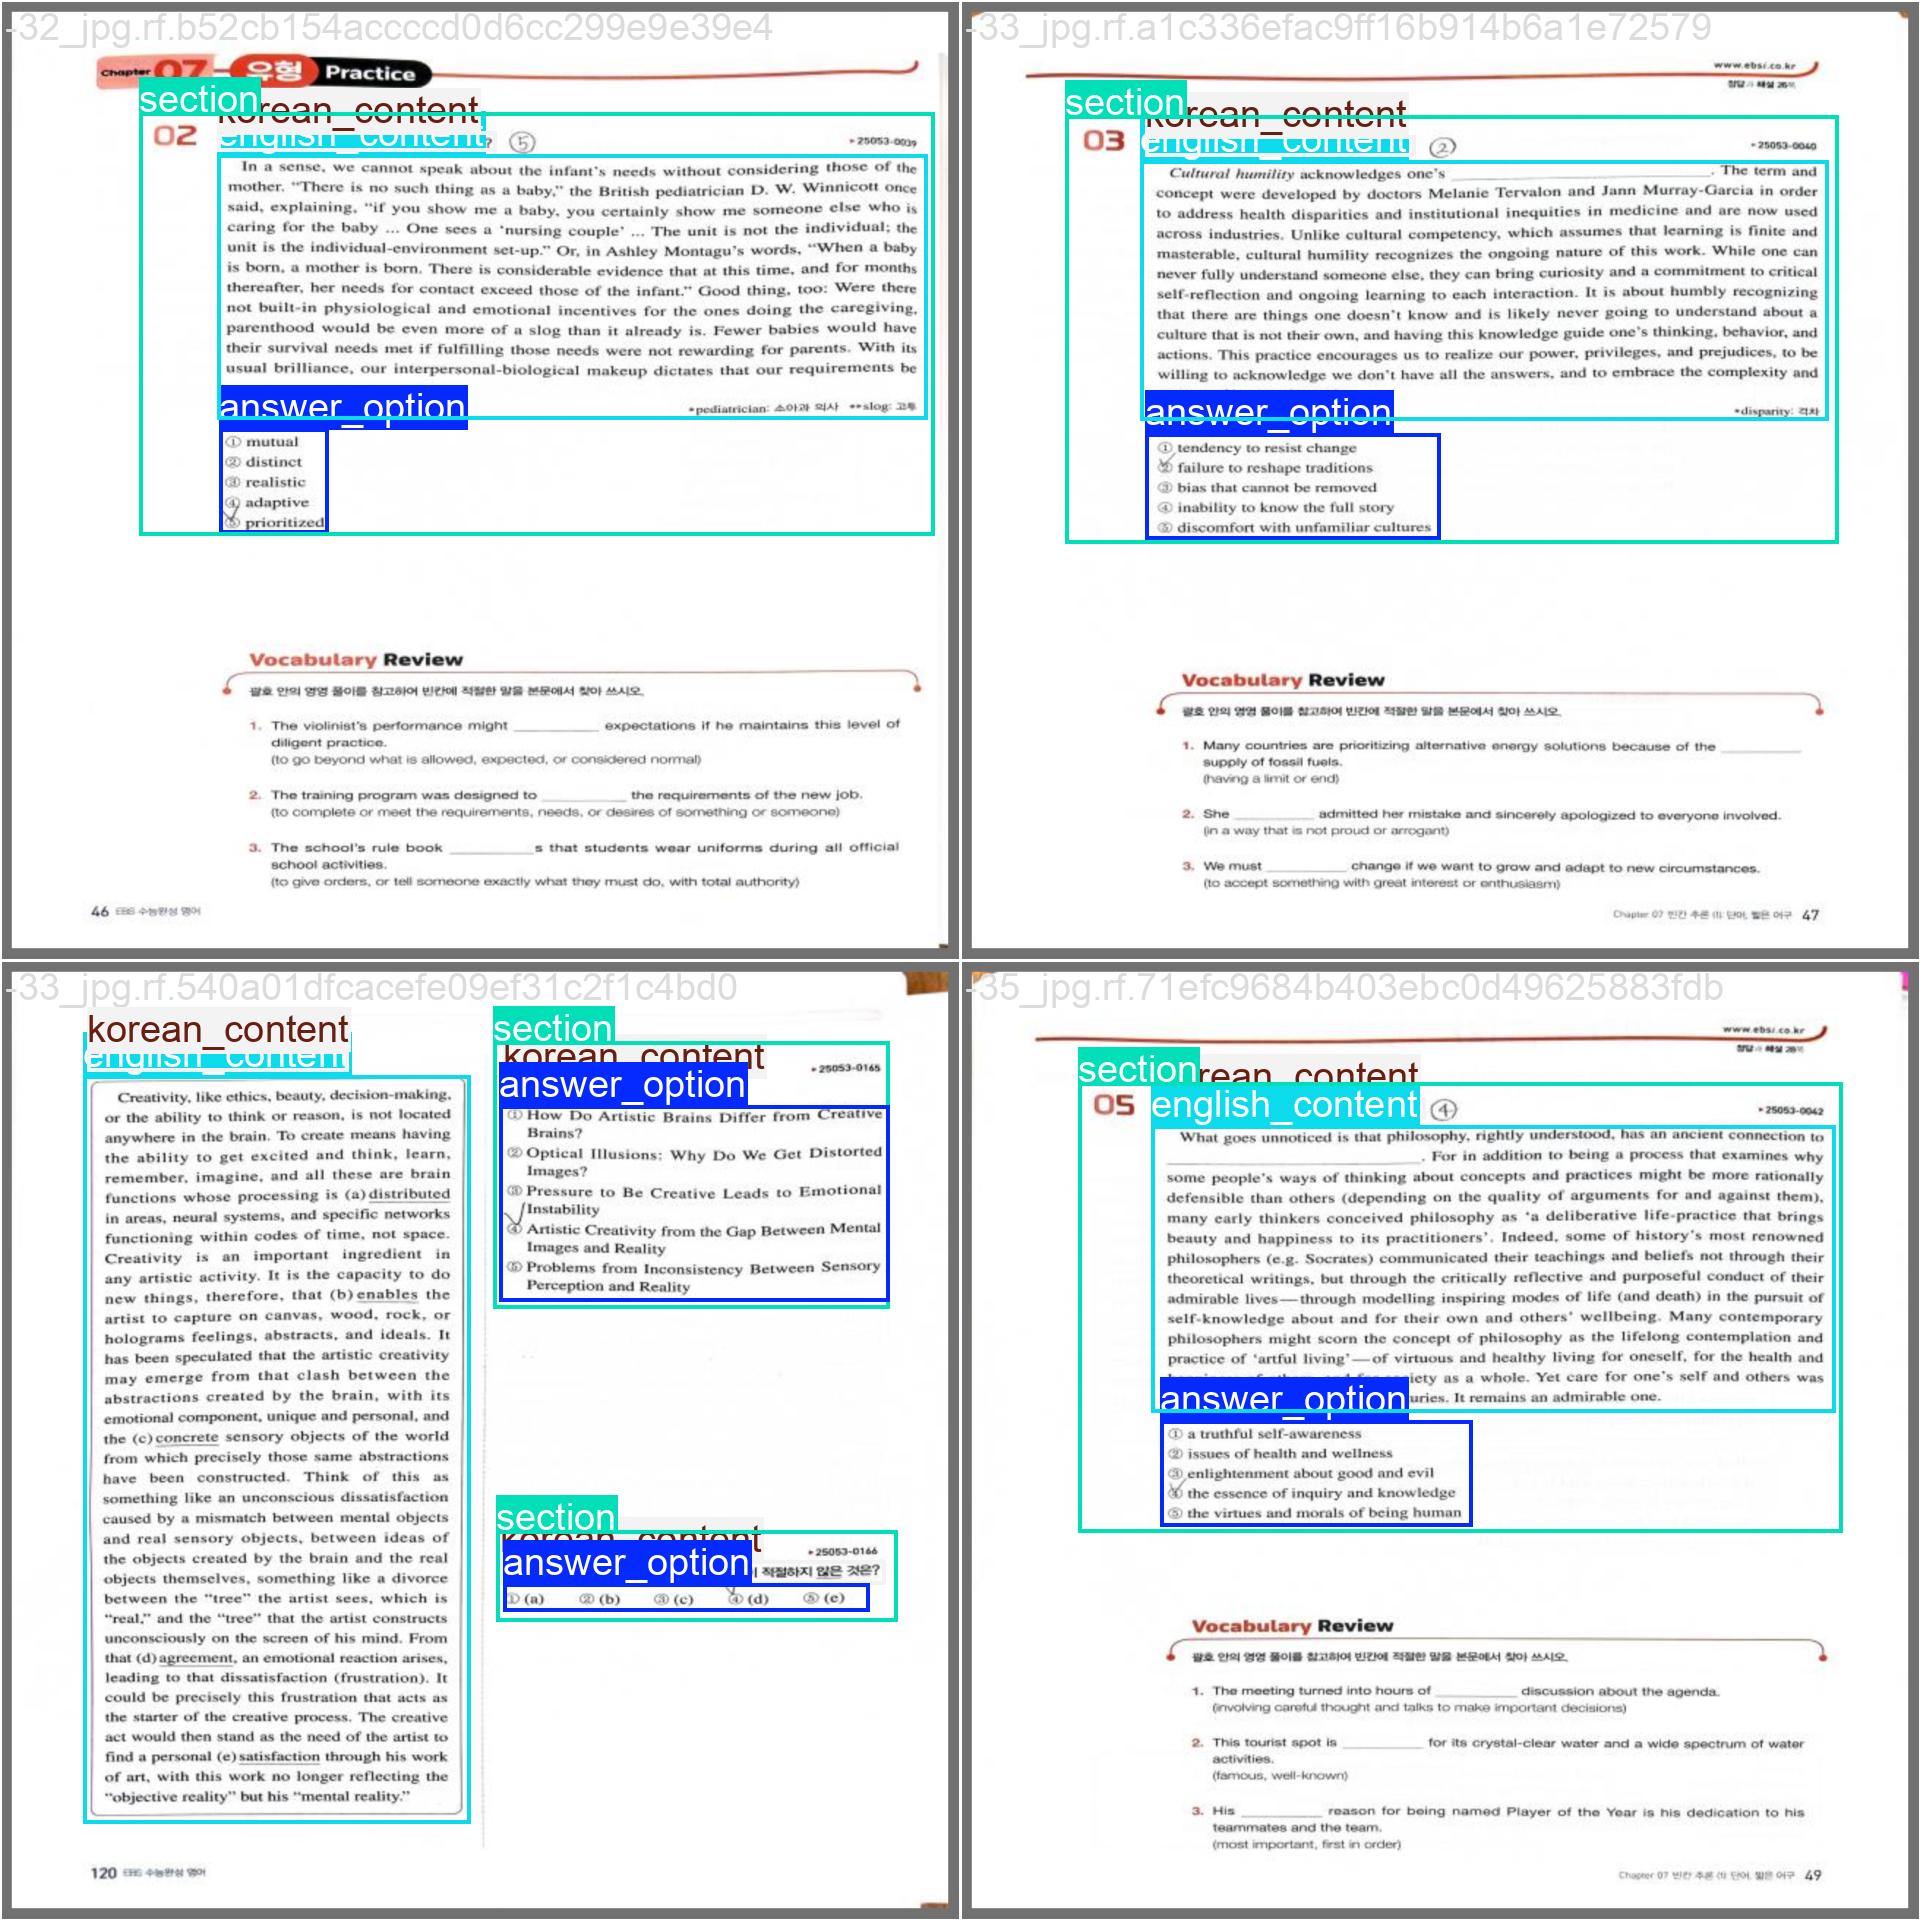 -32_jpg.rf.b52cb154accccd0d6cc299e9e39e4
Chapter 07 유형 Practice
section
korean_content
english_content
02
?
⑤
25053-0039
In a sense, we cannot speak about the infant's needs without considering those of the
mother. “There is no such thing as a baby,” the British pediatrician D. W. Winnicott once
said, explaining, “if you show me a baby, you certainly show me someone else who is
caring for the baby ... One sees a ‘nursing couple’ ... The unit is not the individual; the
unit is the individual-environment set-up.” Or, in Ashley Montagu's words, “When a baby
is born, a mother is born. There is considerable evidence that at this time, and for months
thereafter, her needs for contact exceed those of the infant.” Good thing, too: Were there
not built-in physiological and emotional incentives for the ones doing the caregiving,
parenthood would be even more of a slog than it already is. Fewer babies would have
their survival needs met if fulfilling those needs were not rewarding for parents. With its
usual brilliance, our interpersonal-biological makeup dictates that our requirements be
answer_option
*pediatrician: 소아과 의사 **slog: 고투
① mutual
② distinct
③ realistic
④ adaptive
⑤ prioritized
Vocabulary Review
괄호 안의 영영 풀이를 참고하여 빈칸에 적절한 말을 본문에서 찾아 쓰시오.
1. The violinist's performance might __________ expectations if he maintains this level of
diligent practice.
(to go beyond what is allowed, expected, or considered normal)
2. The training program was designed to __________ the requirements of the new job.
(to complete or meet the requirements, needs, or desires of something or someone)
3. The school's rule book __________s that students wear uniforms during all official
school activities.
(to give orders, or tell someone exactly what they must do, with total authority)
46 EBS 수능완성 영어
-33_jpg.rf.a1c336efac9ff16b914b6a1e72579
www.ebsi.co.kr
정답과 해설 26쪽
section
korean_content
english_content
03
②
25053-0040
Cultural humility acknowledges one's ______________________________. The term and
concept were developed by doctors Melanie Tervalon and Jann Murray-Garcia in order
to address health disparities and institutional inequities in medicine and are now used
across industries. Unlike cultural competency, which assumes that learning is finite and
masterable, cultural humility recognizes the ongoing nature of this work. While one can
never fully understand someone else, they can bring curiosity and a commitment to critical
self-reflection and ongoing learning to each interaction. It is about humbly recognizing
that there are things one doesn't know and is likely never going to understand about a
culture that is not their own, and having this knowledge guide one's thinking, behavior, and
actions. This practice encourages us to realize our power, privileges, and prejudices, to be
willing to acknowledge we don't have all the answers, and to embrace the complexity and
answer_option
*disparity: 격차
① tendency to resist change
② failure to reshape traditions
③ bias that cannot be removed
④ inability to know the full story
⑤ discomfort with unfamiliar cultures
Vocabulary Review
괄호 안의 영영 풀이를 참고하여 빈칸에 적절한 말을 본문에서 찾아 쓰시오.
1. Many countries are prioritizing alternative energy solutions because of the __________
supply of fossil fuels.
(having a limit or end)
2. She __________ admitted her mistake and sincerely apologized to everyone involved.
(in a way that is not proud or arrogant)
3. We must __________ change if we want to grow and adapt to new circumstances.
(to accept something with great interest or enthusiasm)
Chapter 07 빈칸 추론 (1): 단어, 짧은 어구 47
-33_jpg.rf.540a01dfcacefe09ef31c2f1c4bd0
korean_content
english_content
Creativity, like ethics, beauty, decision-making,
or the ability to think or reason, is not located
anywhere in the brain. To create means having
the ability to get excited and think, learn,
remember, imagine, and all these are brain
functions whose processing is (a) distributed
in areas, neural systems, and specific networks
functioning within codes of time, not space.
Creativity is an important ingredient in
any artistic activity. It is the capacity to do
new things, therefore, that (b) enables the
artist to capture on canvas, wood, rock, or
holograms feelings, abstracts, and ideals. It
has been speculated that the artistic creativity
may emerge from that clash between the
abstractions created by the brain, with its
emotional component, unique and personal, and
the (c) concrete sensory objects of the world
from which precisely those same abstractions
have been constructed. Think of this as
something like an unconscious dissatisfaction
caused by a mismatch between mental objects
and real sensory objects, between ideas of
the objects created by the brain and the real
objects themselves, something like a divorce
between the “tree” the artist sees, which is
“real,” and the “tree” that the artist constructs
unconsciously on the screen of his mind. From
that (d) agreement, an emotional reaction arises,
leading to that dissatisfaction (frustration). It
could be precisely this frustration that acts as
the starter of the creative process. The creative
act would then stand as the need of the artist to
find a personal (e) satisfaction through his work
of art, with this work no longer reflecting the
“objective reality” but his “mental reality.”
section
korean_content
25053-0165
answer_option
① How Do Artistic Brains Differ from Creative
Brains?
② Optical Illusions: Why Do We Get Distorted
Images?
③ Pressure to Be Creative Leads to Emotional
Instability
④ Artistic Creativity from the Gap Between Mental
Images and Reality
⑤ Problems from Inconsistency Between Sensory
Perception and Reality
section
korean_content
25053-0166
answer_option
적절하지 않은 것은?
① (a) ② (b) ③ (c) ④ (d) ⑤ (e)
120 EBS 수능완성 영어
-35_jpg.rf.71efc9684b403ebc0d49625883fdb
www.ebsi.co.kr
정답과 해설 28쪽
section
korean_content
05
english_content
④
25053-0042
What goes unnoticed is that philosophy, rightly understood, has an ancient connection to
______________________________. For in addition to being a process that examines why
some people's ways of thinking about concepts and practices might be more rationally
defensible than others (depending on the quality of arguments for and against them),
many early thinkers conceived philosophy as ‘a deliberative life-practice that brings
beauty and happiness to its practitioners’. Indeed, some of history's most renowned
philosophers (e.g. Socrates) communicated their teachings and beliefs not through their
theoretical writings, but through the critically reflective and purposeful conduct of their
admirable lives—through modelling inspiring modes of life (and death) in the pursuit of
self-knowledge about and for their own and others' wellbeing. Many contemporary
philosophers might scorn the concept of philosophy as the lifelong contemplation and
practice of ‘artful living’—of virtuous and healthy living for oneself, for the health and
iety as a whole. Yet care for one's self and others was
answer_option
uries. It remains an admirable one.
① a truthful self-awareness
② issues of health and wellness
③ enlightenment about good and evil
④ the essence of inquiry and knowledge
⑤ the virtues and morals of being human
Vocabulary Review
괄호 안의 영영 풀이를 참고하여 빈칸에 적절한 말을 본문에서 찾아 쓰시오.
1. The meeting turned into hours of __________ discussion about the agenda.
(involving careful thought and talks to make important decisions)
2. This tourist spot is __________ for its crystal-clear water and a wide spectrum of water
activities.
(famous, well-known)
3. His __________ reason for being named Player of the Year is his dedication to his
teammates and the team.
(most important, first in order)
Chapter 07 빈칸 추론 (1): 단어, 짧은 어구 49